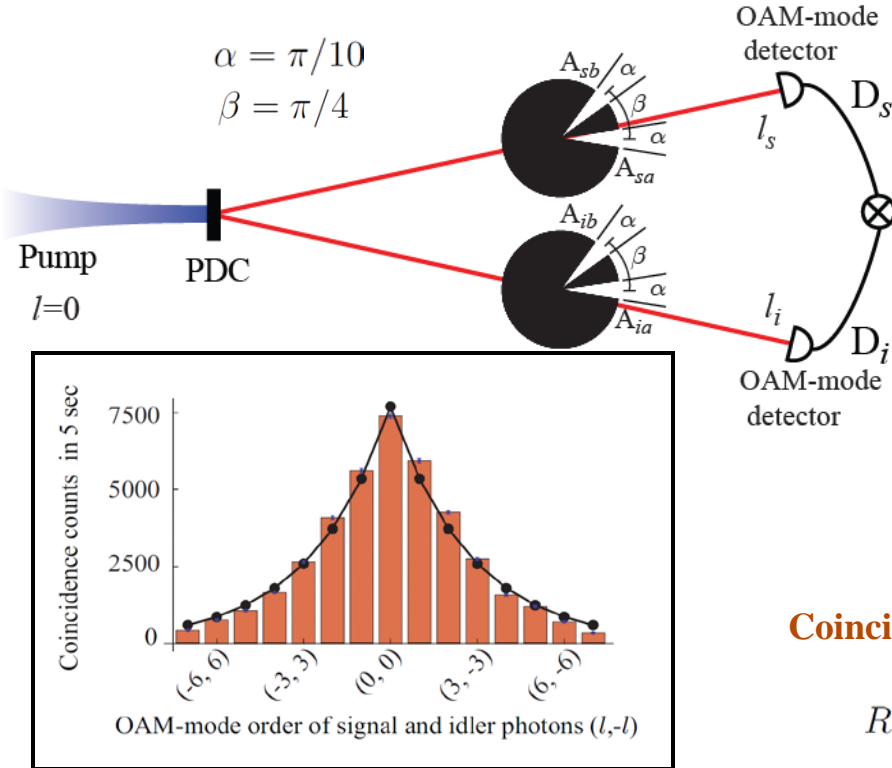 α = π/10
β = π/4
OAM-mode
detector
A_sb
α
β
α
A_sa
l_s
D_s
A_ib
α
β
α
A_ia
l_i
D_i
OAM-mode
detector
Pump
l=0
PDC
Coincidence counts in 5 sec
7500
5000
2500
0
(-6, 6)
(-3, 3)
(0, 0)
(3, -3)
(6, -6)
OAM-mode order of signal and idler photons (l,-l)
Coinci
R